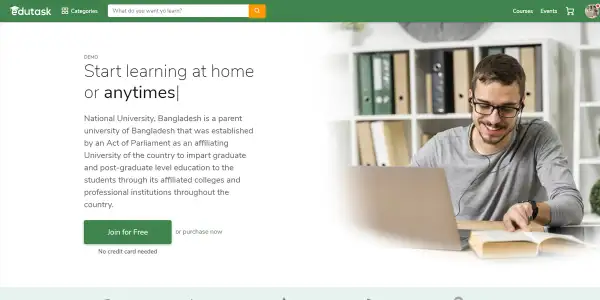 edutask
Categories
What do you want to learn?
Courses
Events
DEMO
Start learning at home
or anytimes|
National University, Bangladesh is a parent
university of Bangladesh that was established
by an Act of Parliament as an affiliating
University of the country to impart graduate
and post-graduate level education to the
students through its affiliated colleges and
professional institutions throughout the
country.
Join for Free
or purchase now
No credit card needed